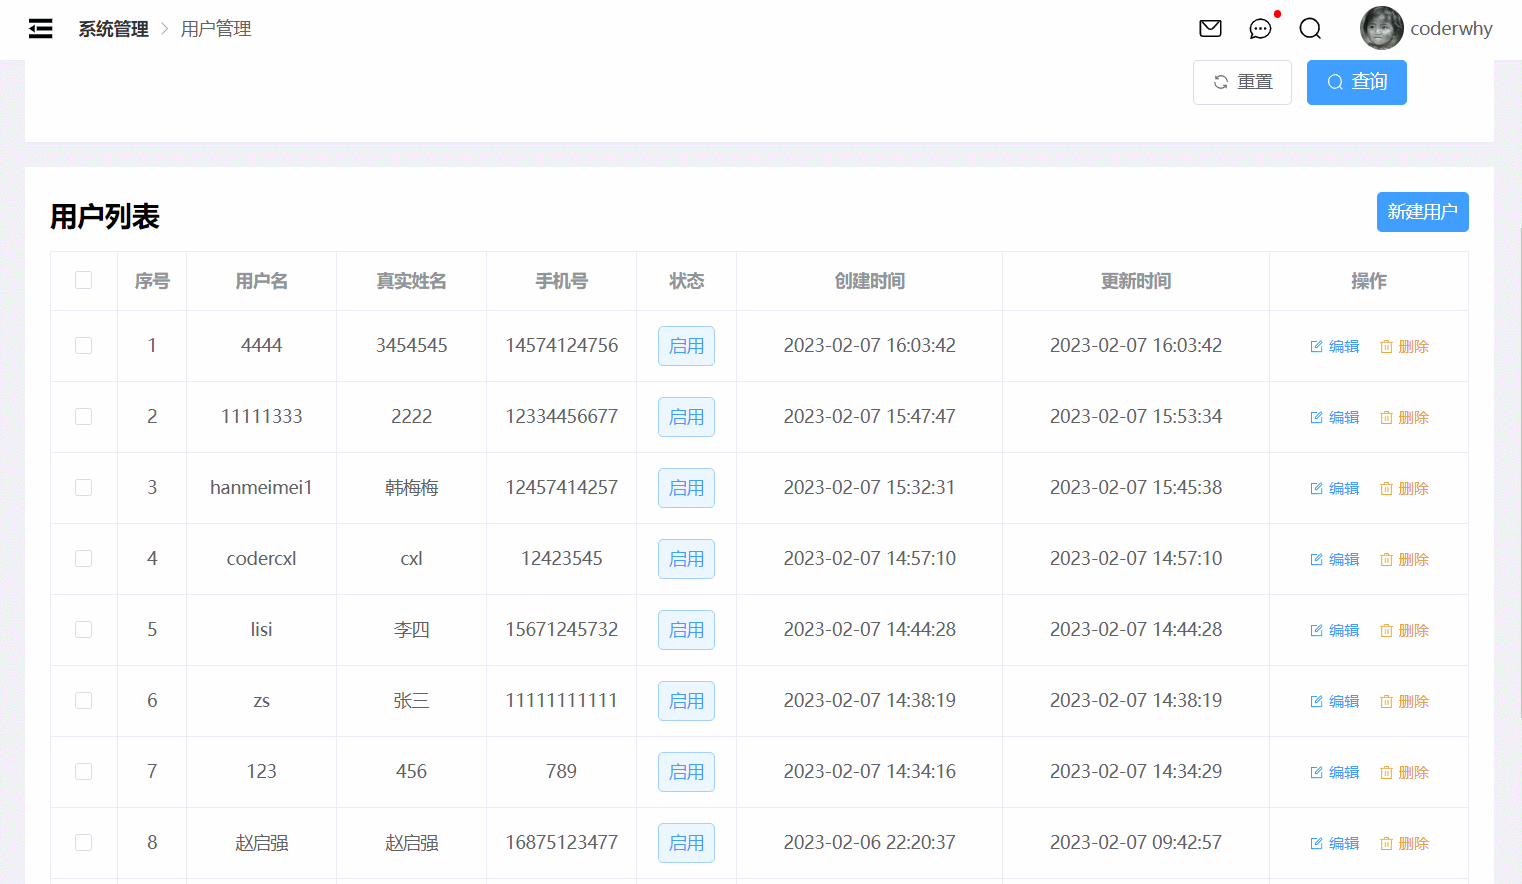 系统管理 > 用户管理 coderwhy
重置 查询
用户列表 新建用户
序号 用户名 真实姓名 手机号 状态 创建时间 更新时间 操作
1 4444 3454545 14574124756 启用 2023-02-07 16:03:42 2023-02-07 16:03:42 编辑 删除
2 11111333 2222 12334456677 启用 2023-02-07 15:47:47 2023-02-07 15:53:34 编辑 删除
3 hanmeimei1 韩梅梅 12457414257 启用 2023-02-07 15:32:31 2023-02-07 15:45:38 编辑 删除
4 codercxl cxl 12423545 启用 2023-02-07 14:57:10 2023-02-07 14:57:10 编辑 删除
5 lisi 李四 15671245732 启用 2023-02-07 14:44:28 2023-02-07 14:44:28 编辑 删除
6 zs 张三 11111111111 启用 2023-02-07 14:38:19 2023-02-07 14:38:19 编辑 删除
7 123 456 789 启用 2023-02-07 14:34:16 2023-02-07 14:34:29 编辑 删除
8 赵启强 赵启强 16875123477 启用 2023-02-06 22:20:37 2023-02-07 09:42:57 编辑 删除